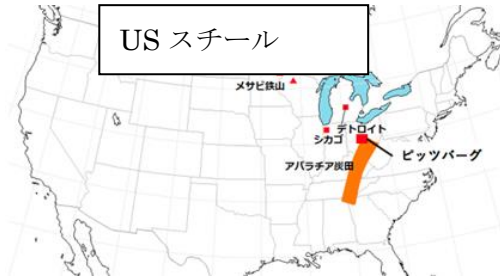 US スチール
メサビ鉄山
シカゴ
デトロイト
ピッツバーグ
アパラチア炭田